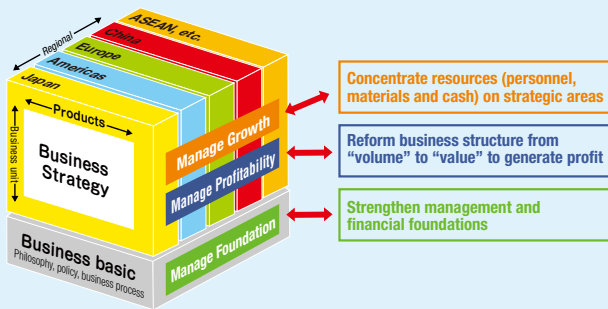 Regional
ASEAN, etc.
China
Europe
Americas
Japan
Products
Business unit
Business
Strategy
Manage Growth
Manage Profitability
Manage Foundation
Business basic
Philosophy, policy, business process
Concentrate resources (personnel,
materials and cash) on strategic areas
Reform business structure from
“volume” to “value” to generate profit
Strengthen management and
financial foundations